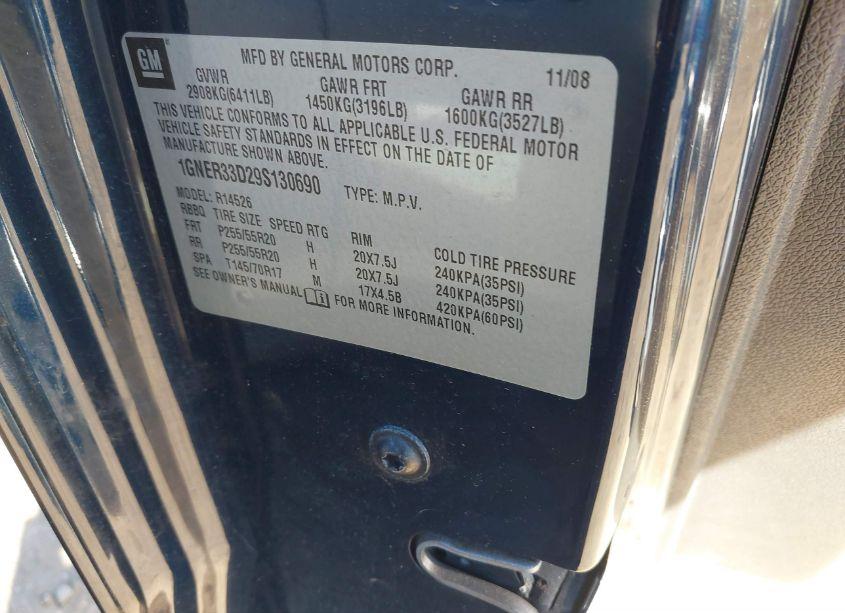 GM
MFD BY GENERAL MOTORS CORP. 11/08
GVWR GAWR FRT GAWR RR
2908KG(6411LB) 1450KG(3196LB) 1600KG(3527LB)
THIS VEHICLE CONFORMS TO ALL APPLICABLE U.S. FEDERAL MOTOR
VEHICLE SAFETY STANDARDS IN EFFECT ON THE DATE OF
MANUFACTURE SHOWN ABOVE.
1GNER33D29S130690 TYPE: M.P.V.
MODEL: R14526
RBBQ TIRE SIZE SPEED RTG RIM COLD TIRE PRESSURE
FRT P255/55R20 H 20X7.5J 240KPA(35PSI)
RR P255/55R20 H 20X7.5J 240KPA(35PSI)
SPA T145/70R17 M 17X4.5B 420KPA(60PSI)
SEE OWNER'S MANUAL FOR MORE INFORMATION.